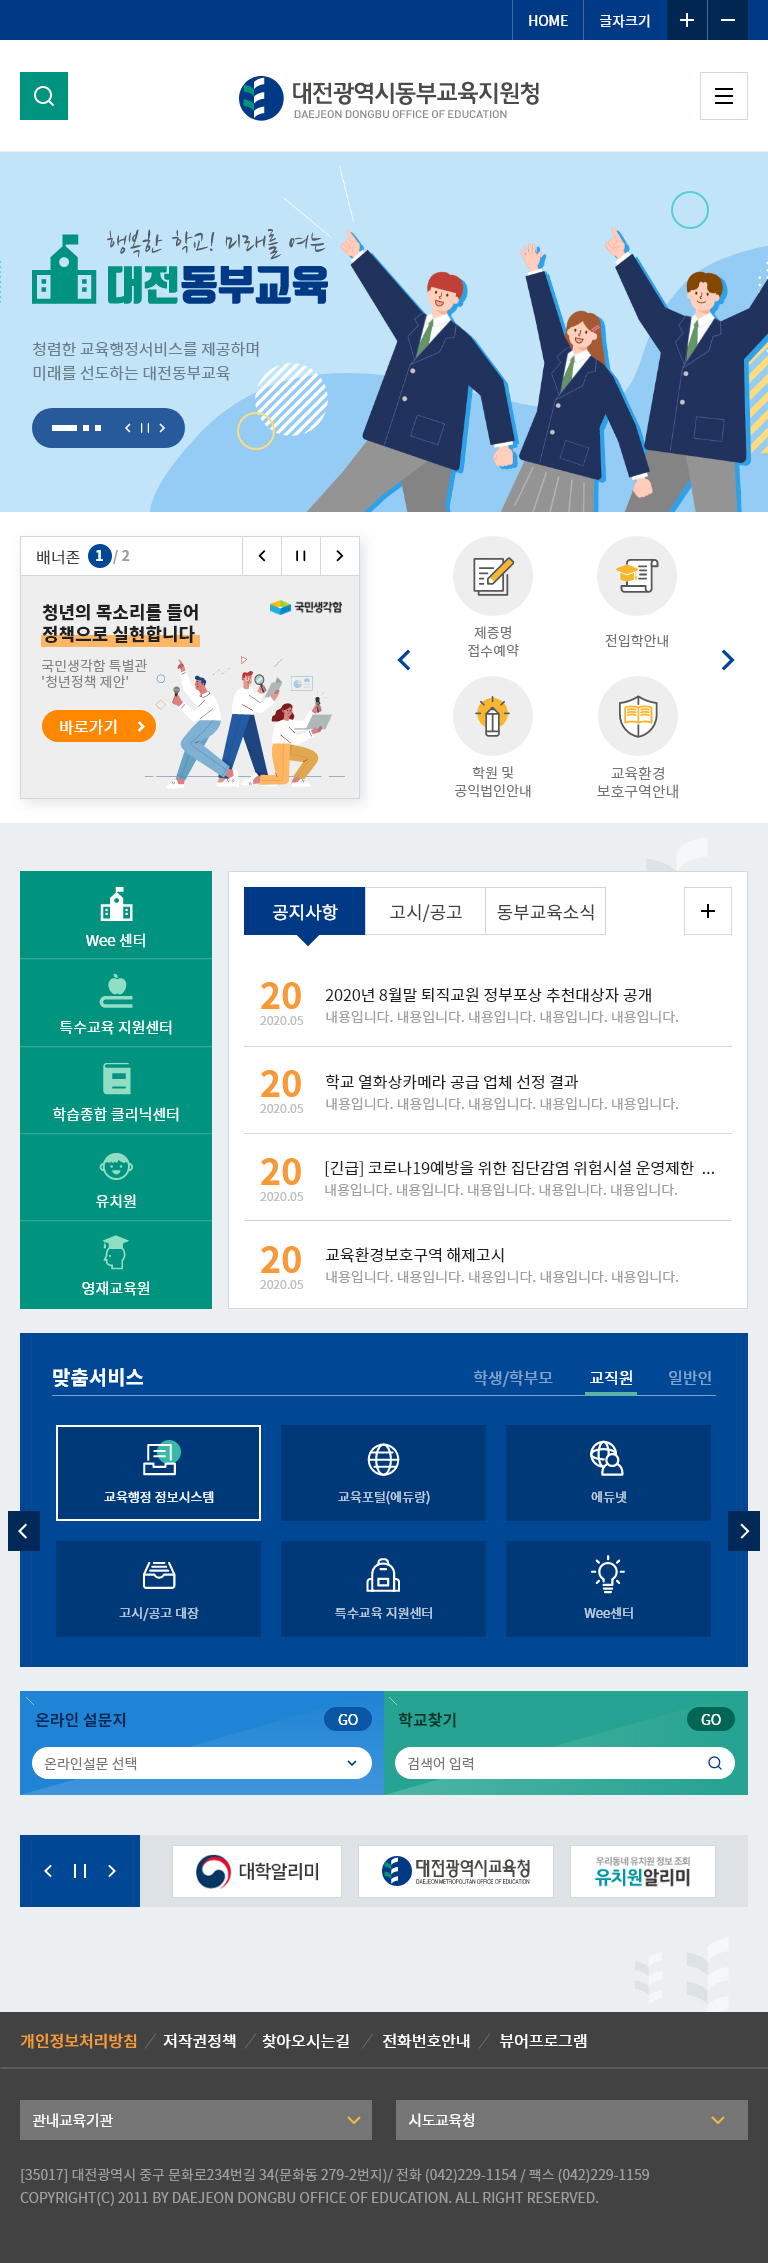 HOME 글자크기
대전광역시동부교육지원청
DAEJEON DONGBU OFFICE OF EDUCATION
행복한 학교! 미래를 여는
대전동부교육
청렴한 교육행정서비스를 제공하며
미래를 선도하는 대전동부교육
배너존 1 / 2
청년의 목소리를 들어
정책으로 실현합니다
국민생각함
국민생각함 특별관
'청년정책 제안'
바로가기
제증명
접수예약
전입학안내
학원 및
공익법인안내
교육환경
보호구역안내
Wee 센터
특수교육 지원센터
학습종합 클리닉센터
유치원
영재교육원
공지사항 고시/공고 동부교육소식
20
2020.05
2020년 8월말 퇴직교원 정부포상 추천대상자 공개
내용입니다. 내용입니다. 내용입니다. 내용입니다. 내용입니다.
20
2020.05
학교 열화상카메라 공급 업체 선정 결과
내용입니다. 내용입니다. 내용입니다. 내용입니다. 내용입니다.
20
2020.05
[긴급] 코로나19예방을 위한 집단감염 위험시설 운영제한 ...
내용입니다. 내용입니다. 내용입니다. 내용입니다. 내용입니다.
20
2020.05
교육환경보호구역 해제고시
내용입니다. 내용입니다. 내용입니다. 내용입니다. 내용입니다.
맞춤서비스
학생/학부모 교직원 일반인
교육행정 정보시스템
교육포털(에듀랑)
에듀넷
고시/공고 대장
특수교육 지원센터
Wee센터
온라인 설문지 GO
온라인설문 선택
학교찾기 GO
검색어 입력
대학알리미
대전광역시교육청
DAEJEON METROPOLITAN OFFICE OF EDUCATION
우리동네 유치원 정보 조회
유치원알리미
개인정보처리방침 / 저작권정책 / 찾아오시는길 / 전화번호안내 / 뷰어프로그램
관내교육기관
시도교육청
[35017] 대전광역시 중구 문화로234번길 34(문화동 279-2번지)/ 전화 (042)229-1154 / 팩스 (042)229-1159
COPYRIGHT(C) 2011 BY DAEJEON DONGBU OFFICE OF EDUCATION. ALL RIGHT RESERVED.